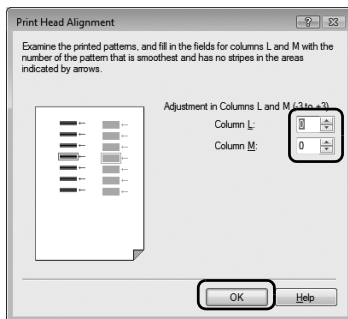 Print Head Alignment
Examine the printed patterns, and fill in the fields for columns L and M with the
number of the pattern that is smoothest and has no stripes in the areas
indicated by arrows.
Adjustment in Columns L and M (-3 to +3)
Column L: 0
Column M: 0
OK Help